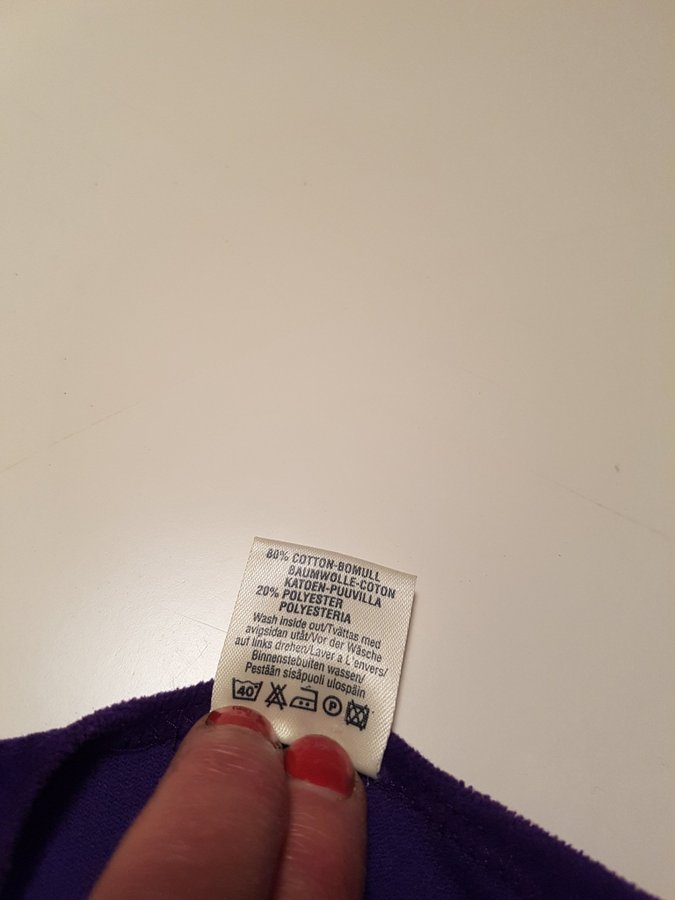 80% COTTON-BOMULL
BAUMWOLLE-COTON
KATOEN-PUUVILLA
20% POLYESTER
POLYESTERIA
Wash inside out/Tvättas med
avigsidan utåt/Vor der Wäsche
auf links drehen/Laver a L'envers/
Binnenstebuiten wassen/
Pestään sisäpuoli ulospäin
40 P